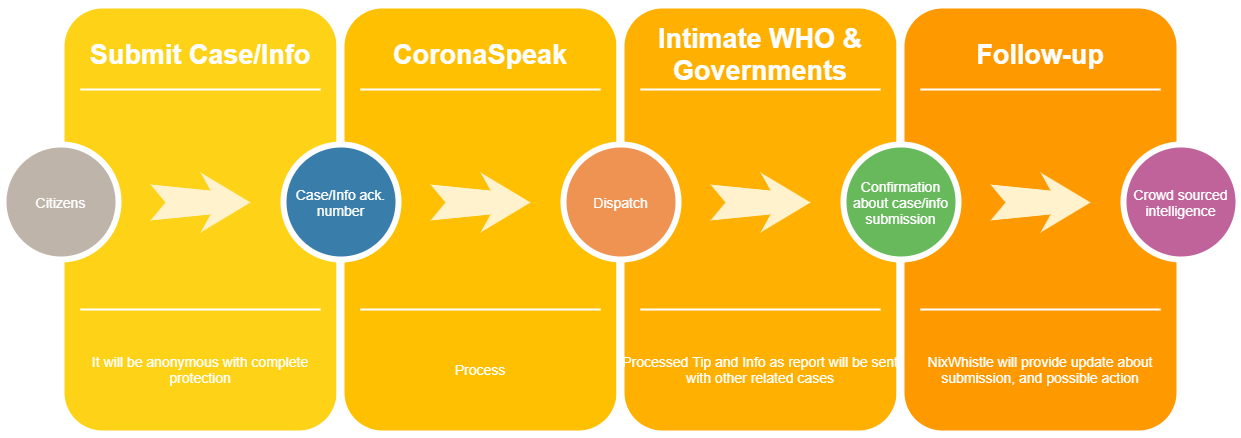 Submit Case/Info
CoronaSpeak
Intimate WHO &
Governments
Follow-up
Citizens
Case/Info ack.
number
Dispatch
Confirmation
about case/info
submission
Crowd sourced
intelligence
It will be anonymous with complete
protection
Process
Processed Tip and Info as report will be sent
with other related cases
NixWhistle will provide update about
submission, and possible action